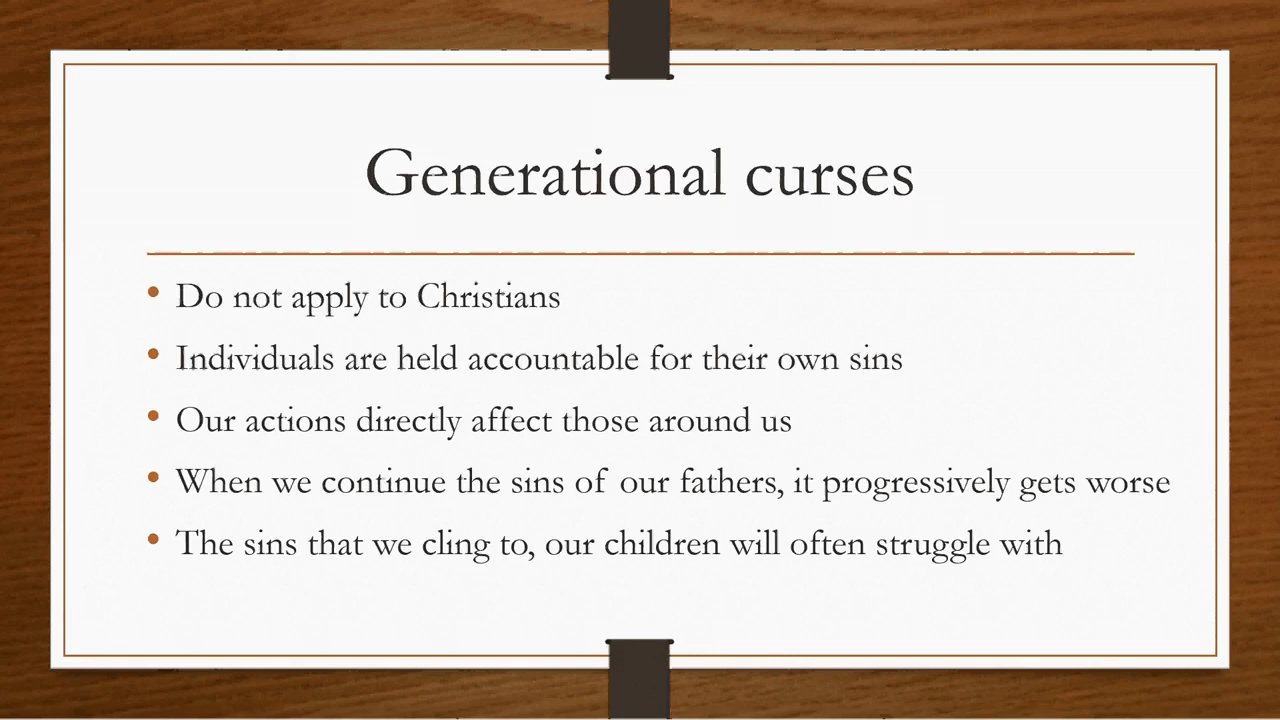 Generational curses
• Do not apply to Christians
• Individuals are held accountable for their own sins
• Our actions directly affect those around us
• When we continue the sins of our fathers, it progressively gets worse
• The sins that we cling to, our children will often struggle with